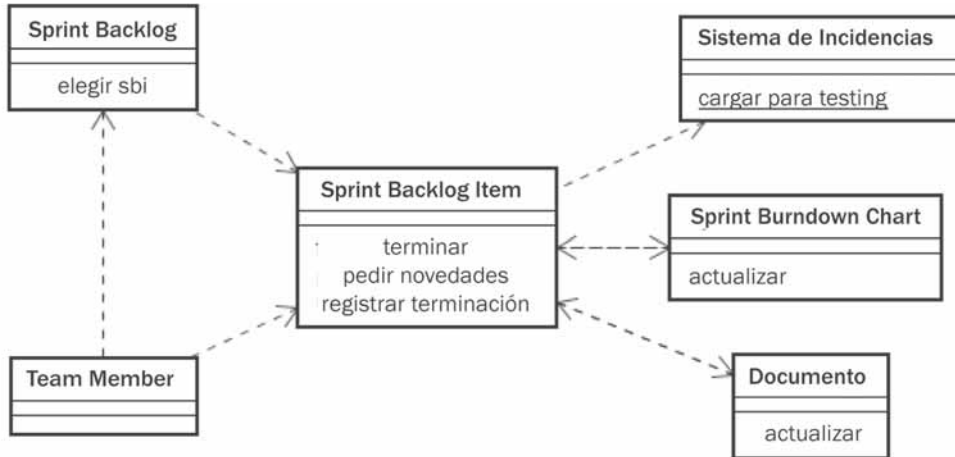 Sprint Backlog
elegir sbi
Sistema de Incidencias
cargar para testing
Sprint Backlog Item
terminar
pedir novedades
registrar terminación
Sprint Burndown Chart
actualizar
Team Member
Documento
actualizar